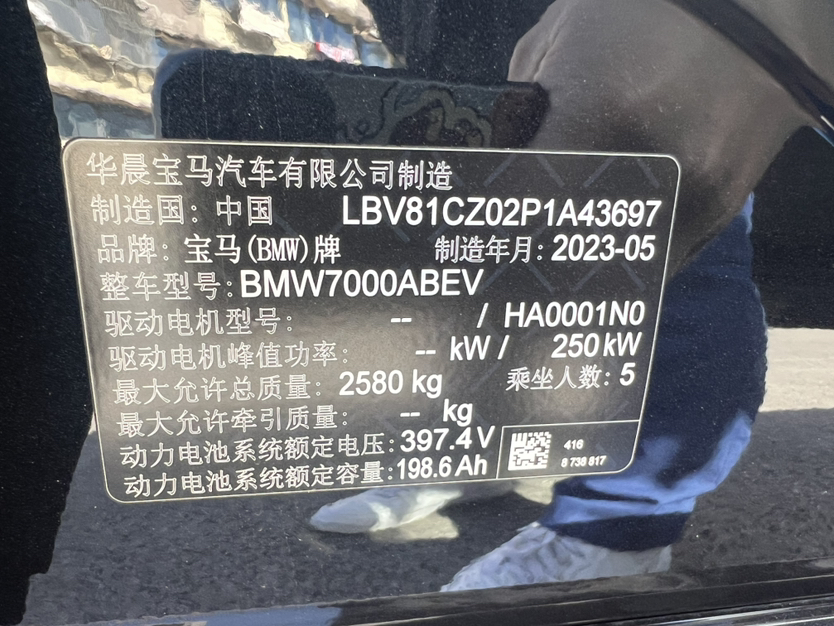 华晨宝马汽车有限公司制造
制造国: 中国 LBV81CZ02P1A43697
品牌: 宝马(BMW)牌 制造年月: 2023-05
整车型号: BMW7000ABEV
驱动电机型号: -- / HA0001N0
驱动电机峰值功率: -- kW / 250 kW
最大允许总质量: 2580 kg 乘坐人数: 5
最大允许牵引质量: -- kg
动力电池系统额定电压: 397.4 V
动力电池系统额定容量: 198.6 Ah
416
8 738 817